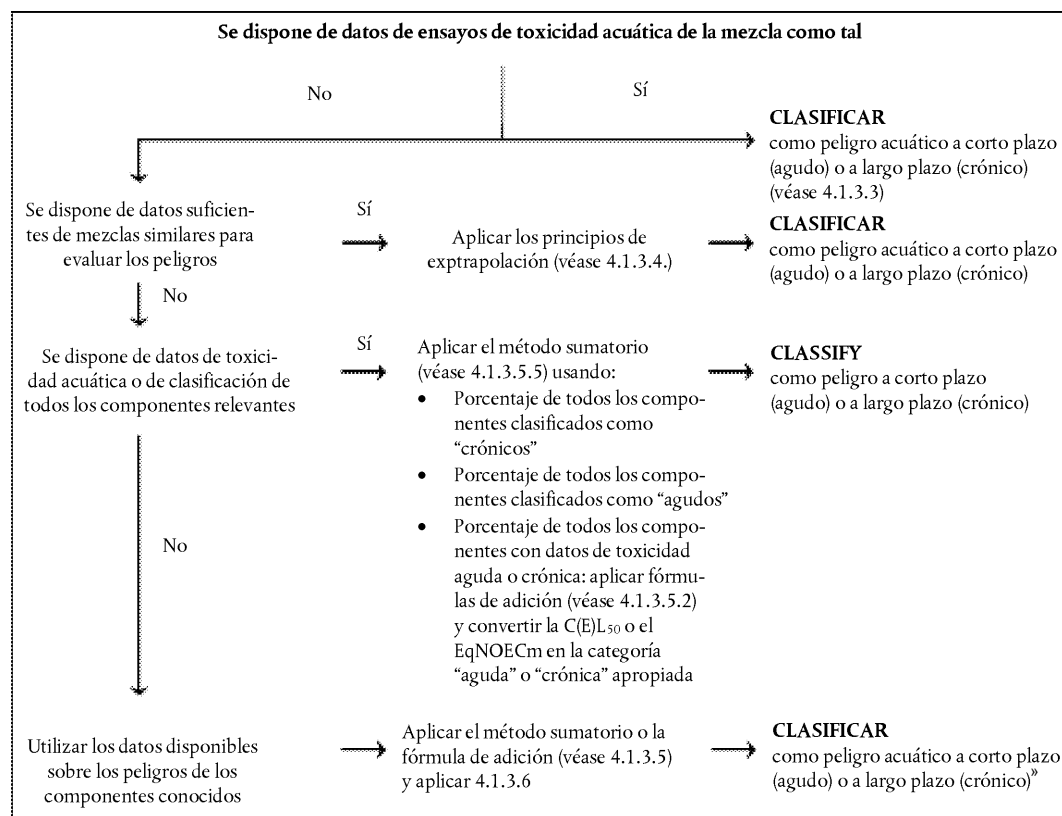 Se dispone de datos de ensayos de toxicidad acuática de la mezcla como tal
No
Sí
CLASIFICAR
como peligro acuático a corto plazo
(agudo) o a largo plazo (crónico)
(véase 4.1.3.3)
Se dispone de datos suficien-
tes de mezclas similares para
evaluar los peligros
Sí
Aplicar los principios de
exptrapolación (véase 4.1.3.4.)
CLASIFICAR
como peligro acuático a corto plazo
(agudo) o a largo plazo (crónico)
No
Se dispone de datos de toxici-
dad acuática o de clasificación de
todos los componentes relevantes
Sí
Aplicar el método sumatorio
(véase 4.1.3.5.5) usando:
• Porcentaje de todos los compo-
nentes clasificados como
“crónicos”
• Porcentaje de todos los compo-
nentes clasificados como “agudos”
• Porcentaje de todos los compo-
nentes con datos de toxicidad
aguda o crónica: aplicar fórmu-
las de adición (véase 4.1.3.5.2)
y convertir la C(E)L50 o el
EqNOECm en la categoría
“aguda” o “crónica” apropiada
CLASSIFY
como peligro a corto plazo
(agudo) o a largo plazo (crónico)
No
Utilizar los datos disponibles
sobre los peligros de los
componentes conocidos
Aplicar el método sumatorio o la
fórmula de adición (véase 4.1.3.5)
y aplicar 4.1.3.6
CLASIFICAR
como peligro acuático a corto plazo
(agudo) o a largo plazo (crónico)»